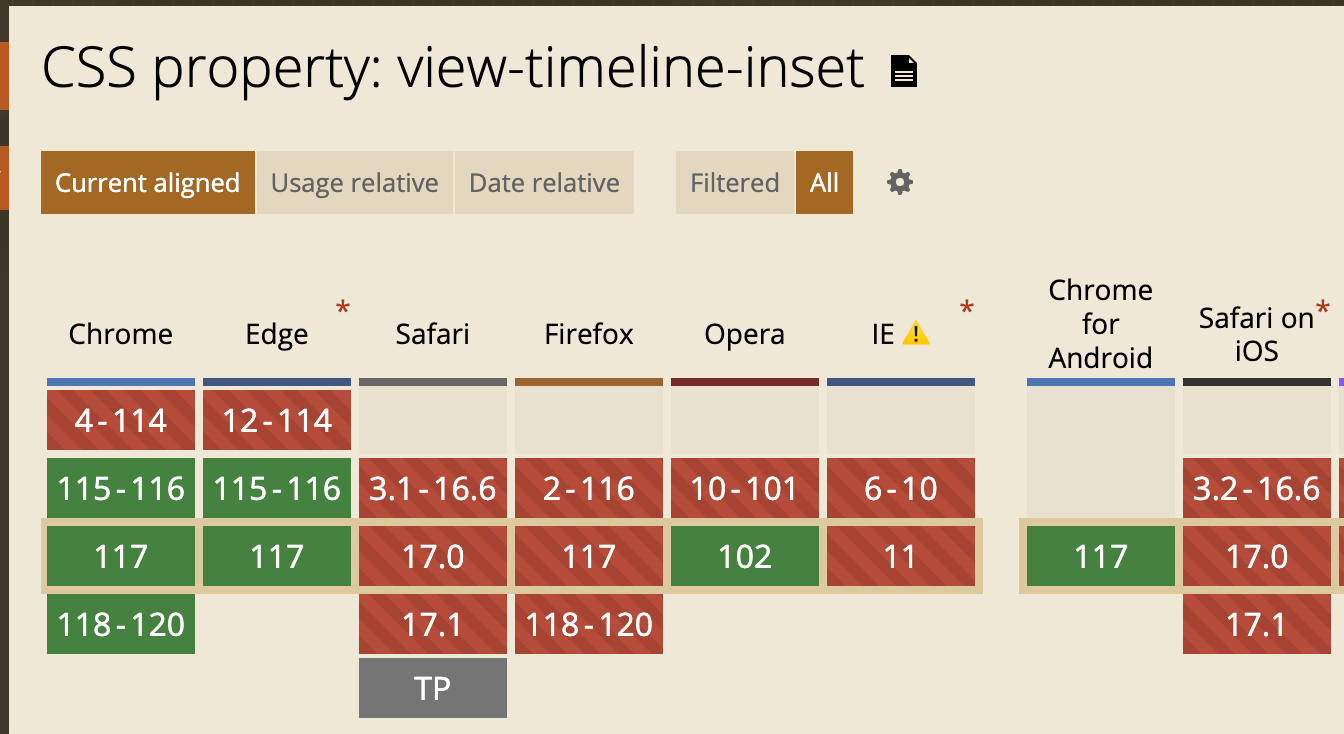 CSS property: view-timeline-inset
Current aligned Usage relative Date relative Filtered All
Chrome Edge * Safari Firefox Opera IE * Chrome for Android Safari on iOS *
4-114 12-114
115-116 115-116 3.1-16.6 2-116 10-101 6-10 3.2-16.6
117 117 17.0 117 102 11 117 17.0
118-120 17.1 118-120 17.1
TP